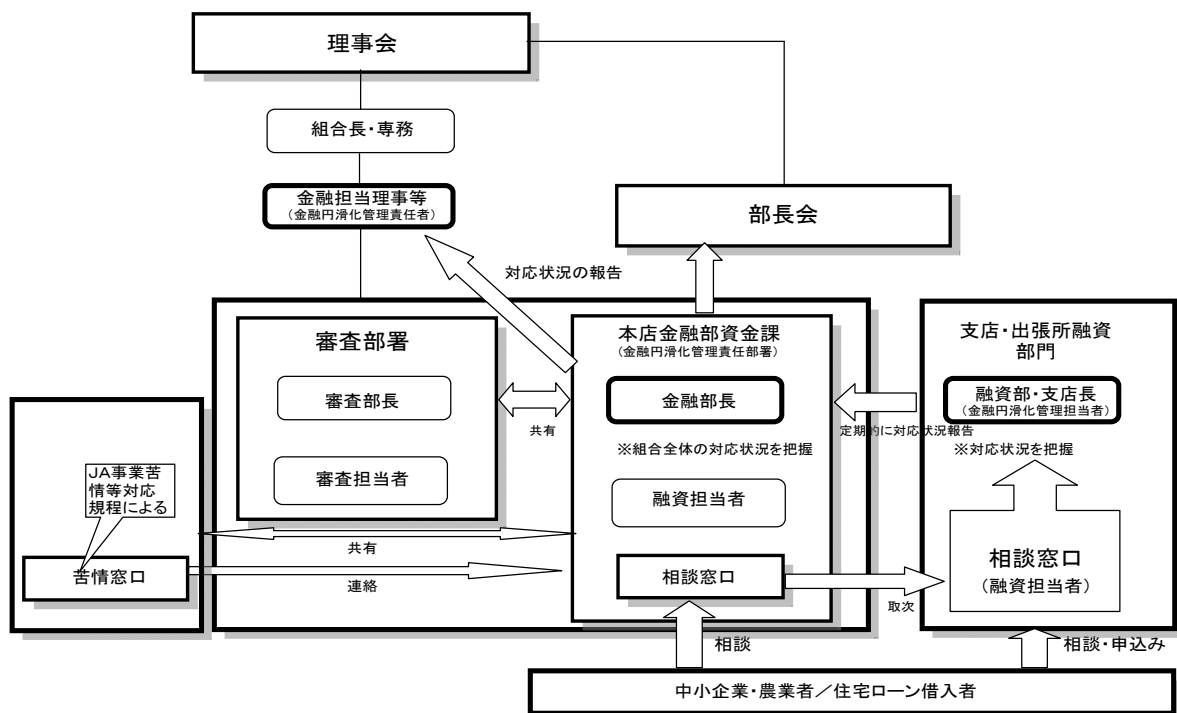 理事会
組合長・専務
金融担当理事等
（金融円滑化管理責任者）
部長会
対応状況の報告
審査部署
審査部長
審査担当者
共有
本店金融部資金課
（金融円滑化管理責任部署）
金融部長
※組合全体の対応状況を把握
融資担当者
相談窓口
支店・出張所融資
部門
融資部・支店長
（金融円滑化管理担当者）
定期的に対応状況報告
※対応状況を把握
相談窓口
（融資担当者）
JA事業苦
情等対応
規程による
苦情窓口
共有
連絡
取次
相談
相談・申込み
中小企業・農業者／住宅ローン借入者